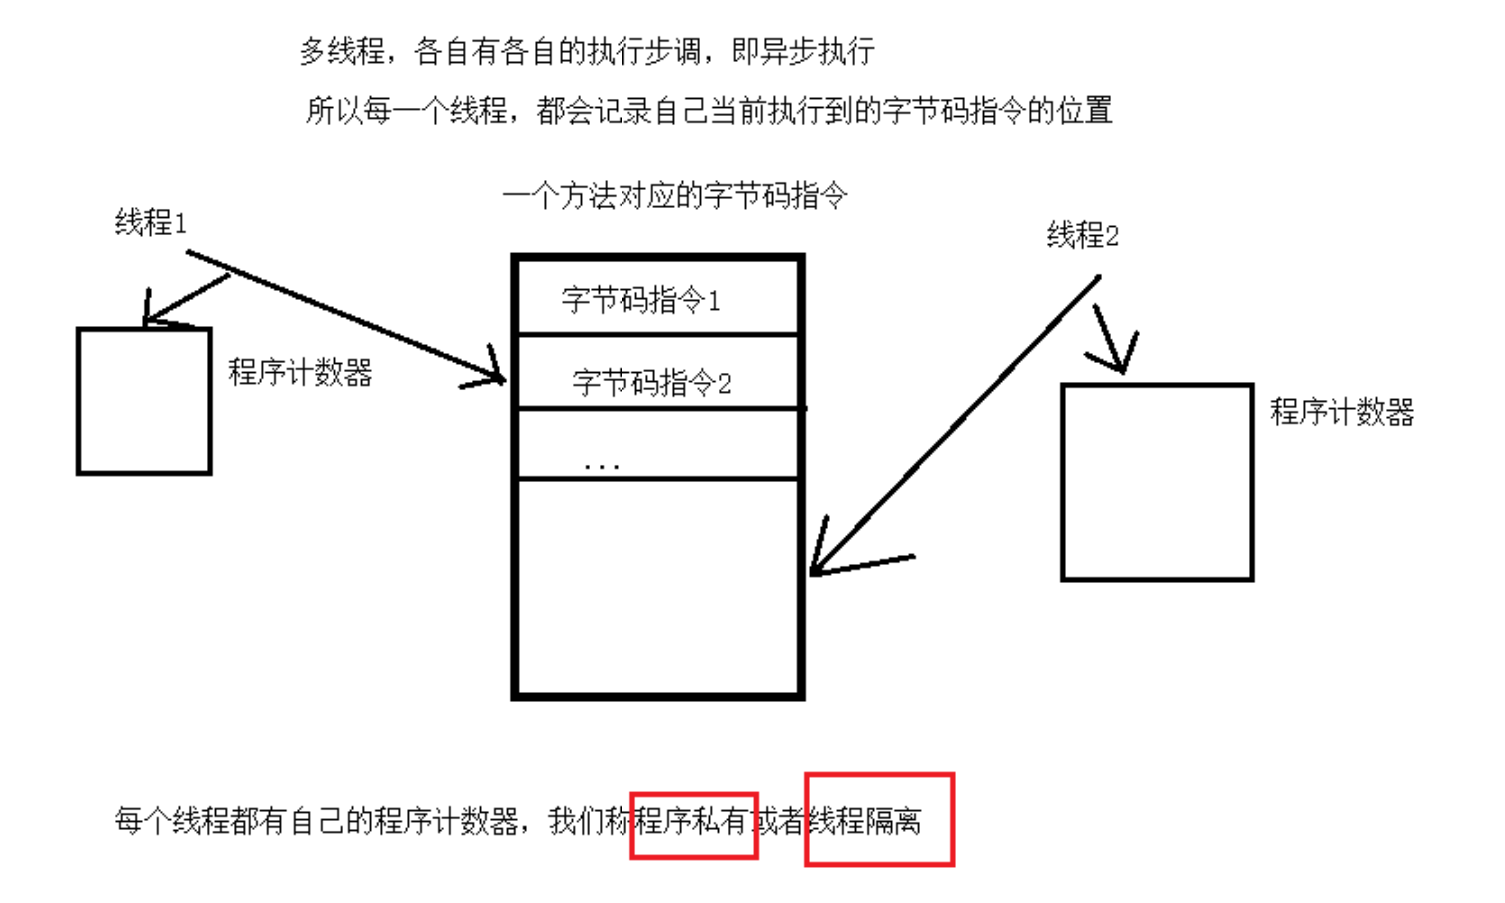 多线程，各自有各自的执行步调，即异步执行
所以每一个线程，都会记录自己当前执行到的字节码指令的位置
一个方法对应的字节码指令
线程1
线程2
字节码指令1
程序计数器
字节码指令2
程序计数器
...
每个线程都有自己的程序计数器，我们称程序私有或者线程隔离